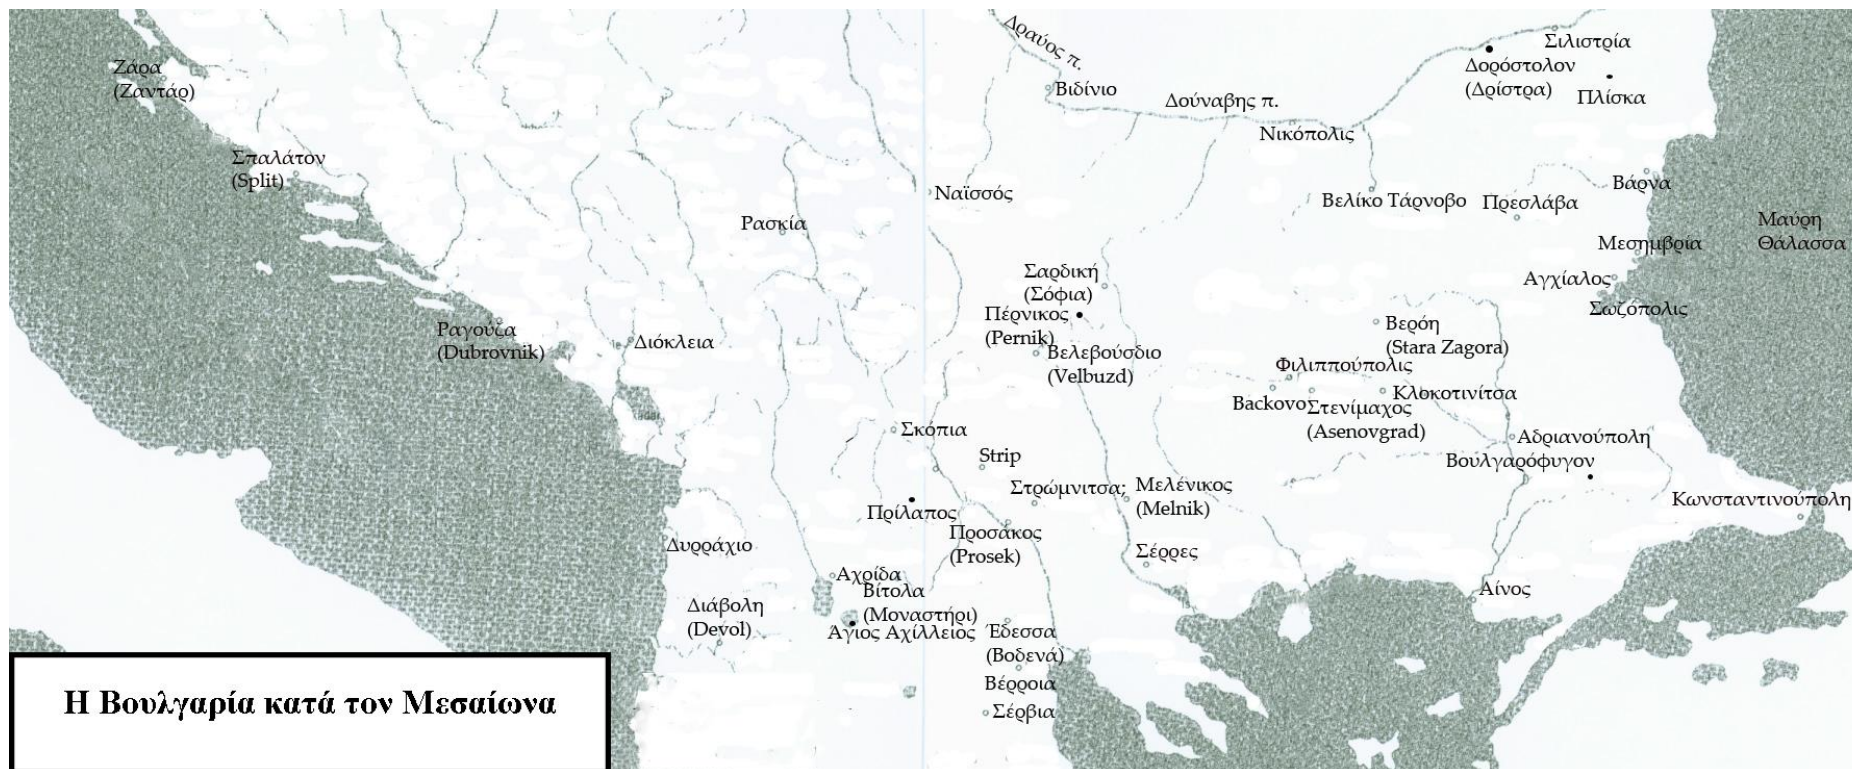 Δραύος π.
Σιλιστρία
Δορόστολον
(Δρίστρα)
Πλίσκα
Ζάρα
(Ζαντάρ)
Βιδίνιο
Δούναβης π.
Νικόπολις
Σπαλάτον
(Split)
Ναϊσσός
Βελίκο Τάρνοβο
Πρεσλάβα
Βάρνα
Ρασκία
Μαύρη
Θάλασσα
Μεσημβρία
Σαρδική
(Σόφια)
Αγχίαλος
Σωζόπολις
Πέρνικος
(Pernik)
Ραγούζα
(Dubrovnik)
Διόκλεια
Βερόη
(Stara Zagora)
Βελεβούσδιο
(Velbuzd)
Φιλιππούπολις
Backovo
Στενίμαχος
(Asenovgrad)
Κλοκοτινίτσα
Σκόπια
Αδριανούπολη
Βουλγαρόφυγον
Strip
Στρώμνιτσα;
Μελένικος
(Melnik)
Κωνσταντινούπολη
Πρίλαπος
Προσάκος
(Prosek)
Δυρράχιο
Σέρρες
Αχρίδα
Βίτολα
(Μοναστήρι)
Άγιος Αχίλλειος
Διάβολη
(Devol)
Αίνος
Έδεσσα
(Βοδενά)
Βέρροια
Σέρβια
Η Βουλγαρία κατά τον Μεσαίωνα